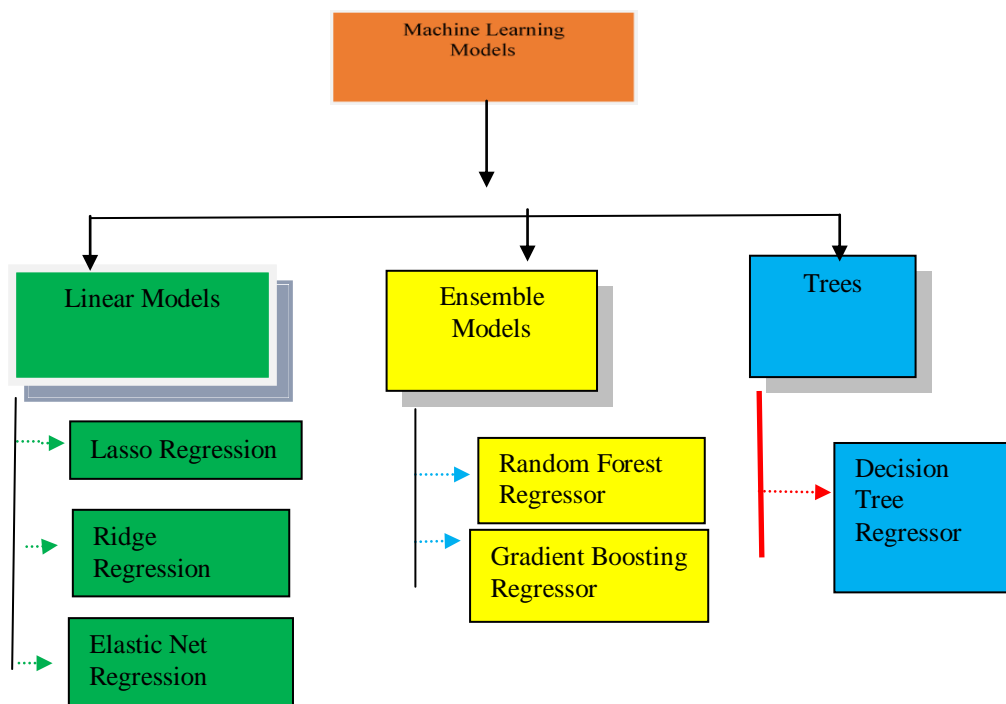 Machine Learning
Models
Linear Models
Ensemble
Models
Trees
Lasso Regression
Ridge
Regression
Elastic Net
Regression
Random Forest
Regressor
Gradient Boosting
Regressor
Decision
Tree
Regressor